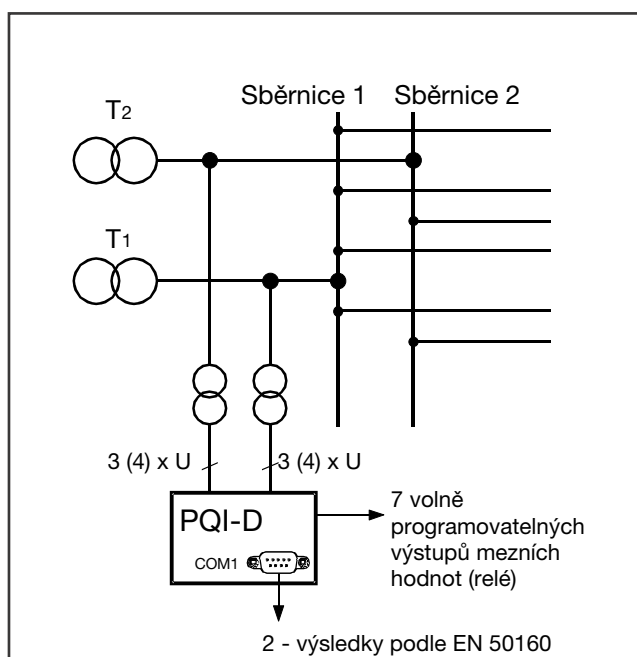 Sběrnice 1 Sběrnice 2
T2
T1
3 (4) x U 3 (4) x U
PQI-D
COM1
7 volně
programovatelných
výstupů mezních
hodnot (relé)
2 - výsledky podle EN 50160